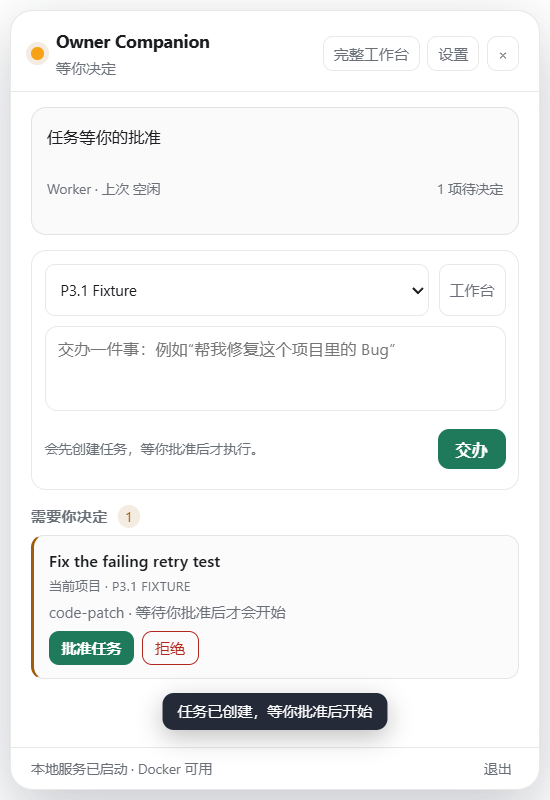 Owner Companion
等你决定
完整工作台 设置 ×
任务等你的批准
Worker · 上次 空闲 1 项待决定
P3.1 Fixture 工作台
交办一件事：例如“帮我修复这个项目里的 Bug”
会先创建任务，等你批准后才执行。 交办
需要你决定 1
Fix the failing retry test
当前项目 · P3.1 FIXTURE
code-patch · 等待你批准后才会开始
批准任务 拒绝
任务已创建，等你批准后开始
本地服务已启动 · Docker 可用 退出